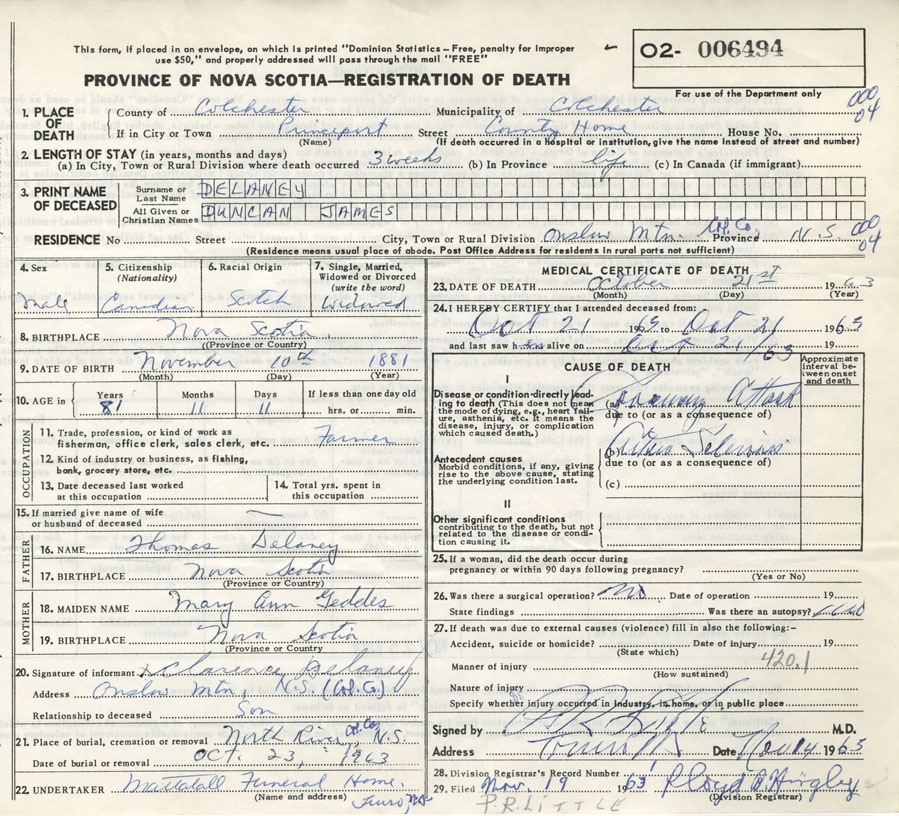 This form, if placed in an envelope, on which is printed "Dominion Statistics – Free, penalty for improper
use $50," and properly addressed will pass through the mail "FREE"
O2- 006494
PROVINCE OF NOVA SCOTIA—REGISTRATION OF DEATH
For use of the Department only
000
04
1. PLACE OF DEATH
County of Colchester Municipality of Colchester
If in City or Town Princeport Street County Home House No.
(Name) (If death occurred in a hospital or institution, give the name instead of street and number)
2. LENGTH OF STAY (in years, months and days)
(a) In City, Town or Rural Division where death occurred 3 weeks (b) In Province life (c) In Canada (if immigrant)
3. PRINT NAME OF DECEASED
Surname or Last Name DELANEY
All Given or Christian Names DUNCAN JAMES
000
04
RESIDENCE No Street City, Town or Rural Division Onslow Mtn. Col. Co. Province N.S
(Residence means usual place of abode. Post Office Address for residents in rural parts not sufficient)
4. Sex
Male
5. Citizenship (Nationality)
Canadian
6. Racial Origin
Scotch
7. Single, Married, Widowed or Divorced (write the word)
Widowed
8. BIRTHPLACE Nova Scotia
(Province or Country)
9. DATE OF BIRTH November 10th 1881
(Month) (Day) (Year)
10. AGE in Years Months Days If less than one day old
81 11 11 hrs. or min.
OCCUPATION
11. Trade, profession, or kind of work as
fisherman, office clerk, sales clerk, etc. Farmer
12. Kind of industry or business, as fishing,
bank, grocery store, etc.
13. Date deceased last worked at this occupation
14. Total yrs. spent in this occupation
15. If married give name of wife
or husband of deceased —
FATHER
16. NAME Thomas Delaney
17. BIRTHPLACE Nova Scotia
(Province or Country)
MOTHER
18. MAIDEN NAME Mary Ann Geddes
19. BIRTHPLACE Nova Scotia
(Province or Country)
20. Signature of informant x Clarence Delaney
Address Onslow Mtn, N.S. (Col. Co.)
Relationship to deceased Son
21. Place of burial, cremation or removal North River, Col. Co. N.S.
Date of burial or removal OCT. 23, 1963
22. UNDERTAKER Mattatall Funeral Home,
(Name and address) Truro, N.S.
MEDICAL CERTIFICATE OF DEATH
23. DATE OF DEATH October 21st 1963
(Month) (Day) (Year)
24. I HEREBY CERTIFY that I attended deceased from:
Oct 21 1963 to Oct 21 1963
and last saw h alive on Oct 21/63
CAUSE OF DEATH
Approximate interval between onset and death
I
Disease or condition directly leading to death (This does not mean
the mode of dying, e.g., heart failure, asthenia, etc. It means the
disease, injury, or complication
which caused death.)
(a) Coronary Attack
due to (or as a consequence of)
Antecedent causes
Morbid conditions, if any, giving
rise to the above cause, stating
the underlying condition last.
(b)
due to (or as a consequence of)
(c)
II
Other significant conditions
contributing to the death, but not
related to the disease or condition causing it.
25. If a woman, did the death occur during
pregnancy or within 90 days following pregnancy?
(Yes or No)
26. Was there a surgical operation? no Date of operation 19
State findings Was there an autopsy? no
27. If death was due to external causes (violence) fill in also the following:–
Accident, suicide or homicide? Date of injury 19
(State which) 420.1
Manner of injury
(How sustained)
Nature of injury
Specify whether injury occurred in industry, in home, or in public place
Signed by P R Little M.D.
Address Truro Date Nov 14 1963
28. Division Registrar's Record Number
29. Filed Nov. 19 1963 Lloyd Hingley
(Division Registrar)
P.R. LITTLE